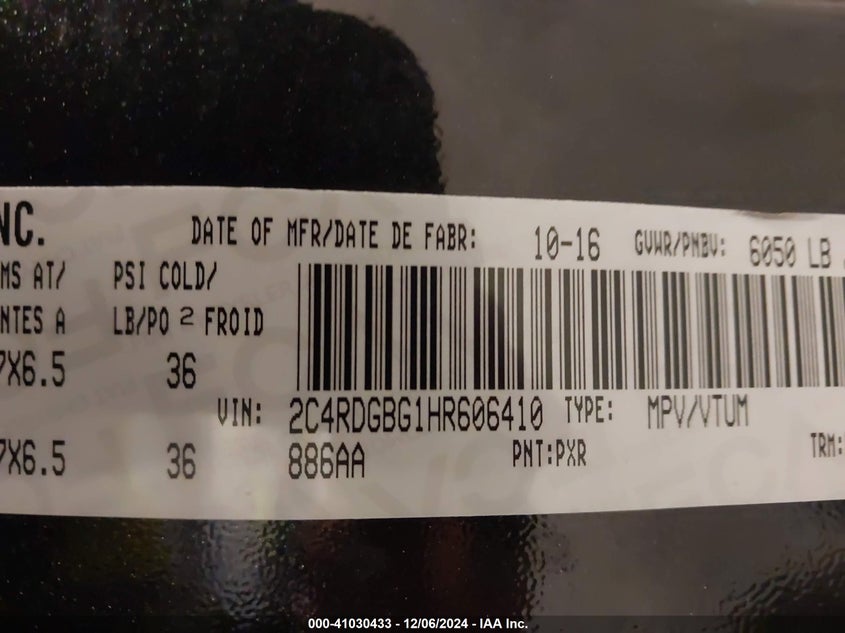 NC.
DATE OF MFR/DATE DE FABR: 10-16 GVWR/PNBV: 6050 LB
MS AT/ PSI COLD/
NTES A LB/PO 2 FROID
7X6.5 36
VIN: 2C4RDGBG1HR606410 TYPE: MPV/VTUM
7X6.5 36 886AA PNT:PXR TRM:
000-41030433 - 12/06/2024 - IAA Inc.